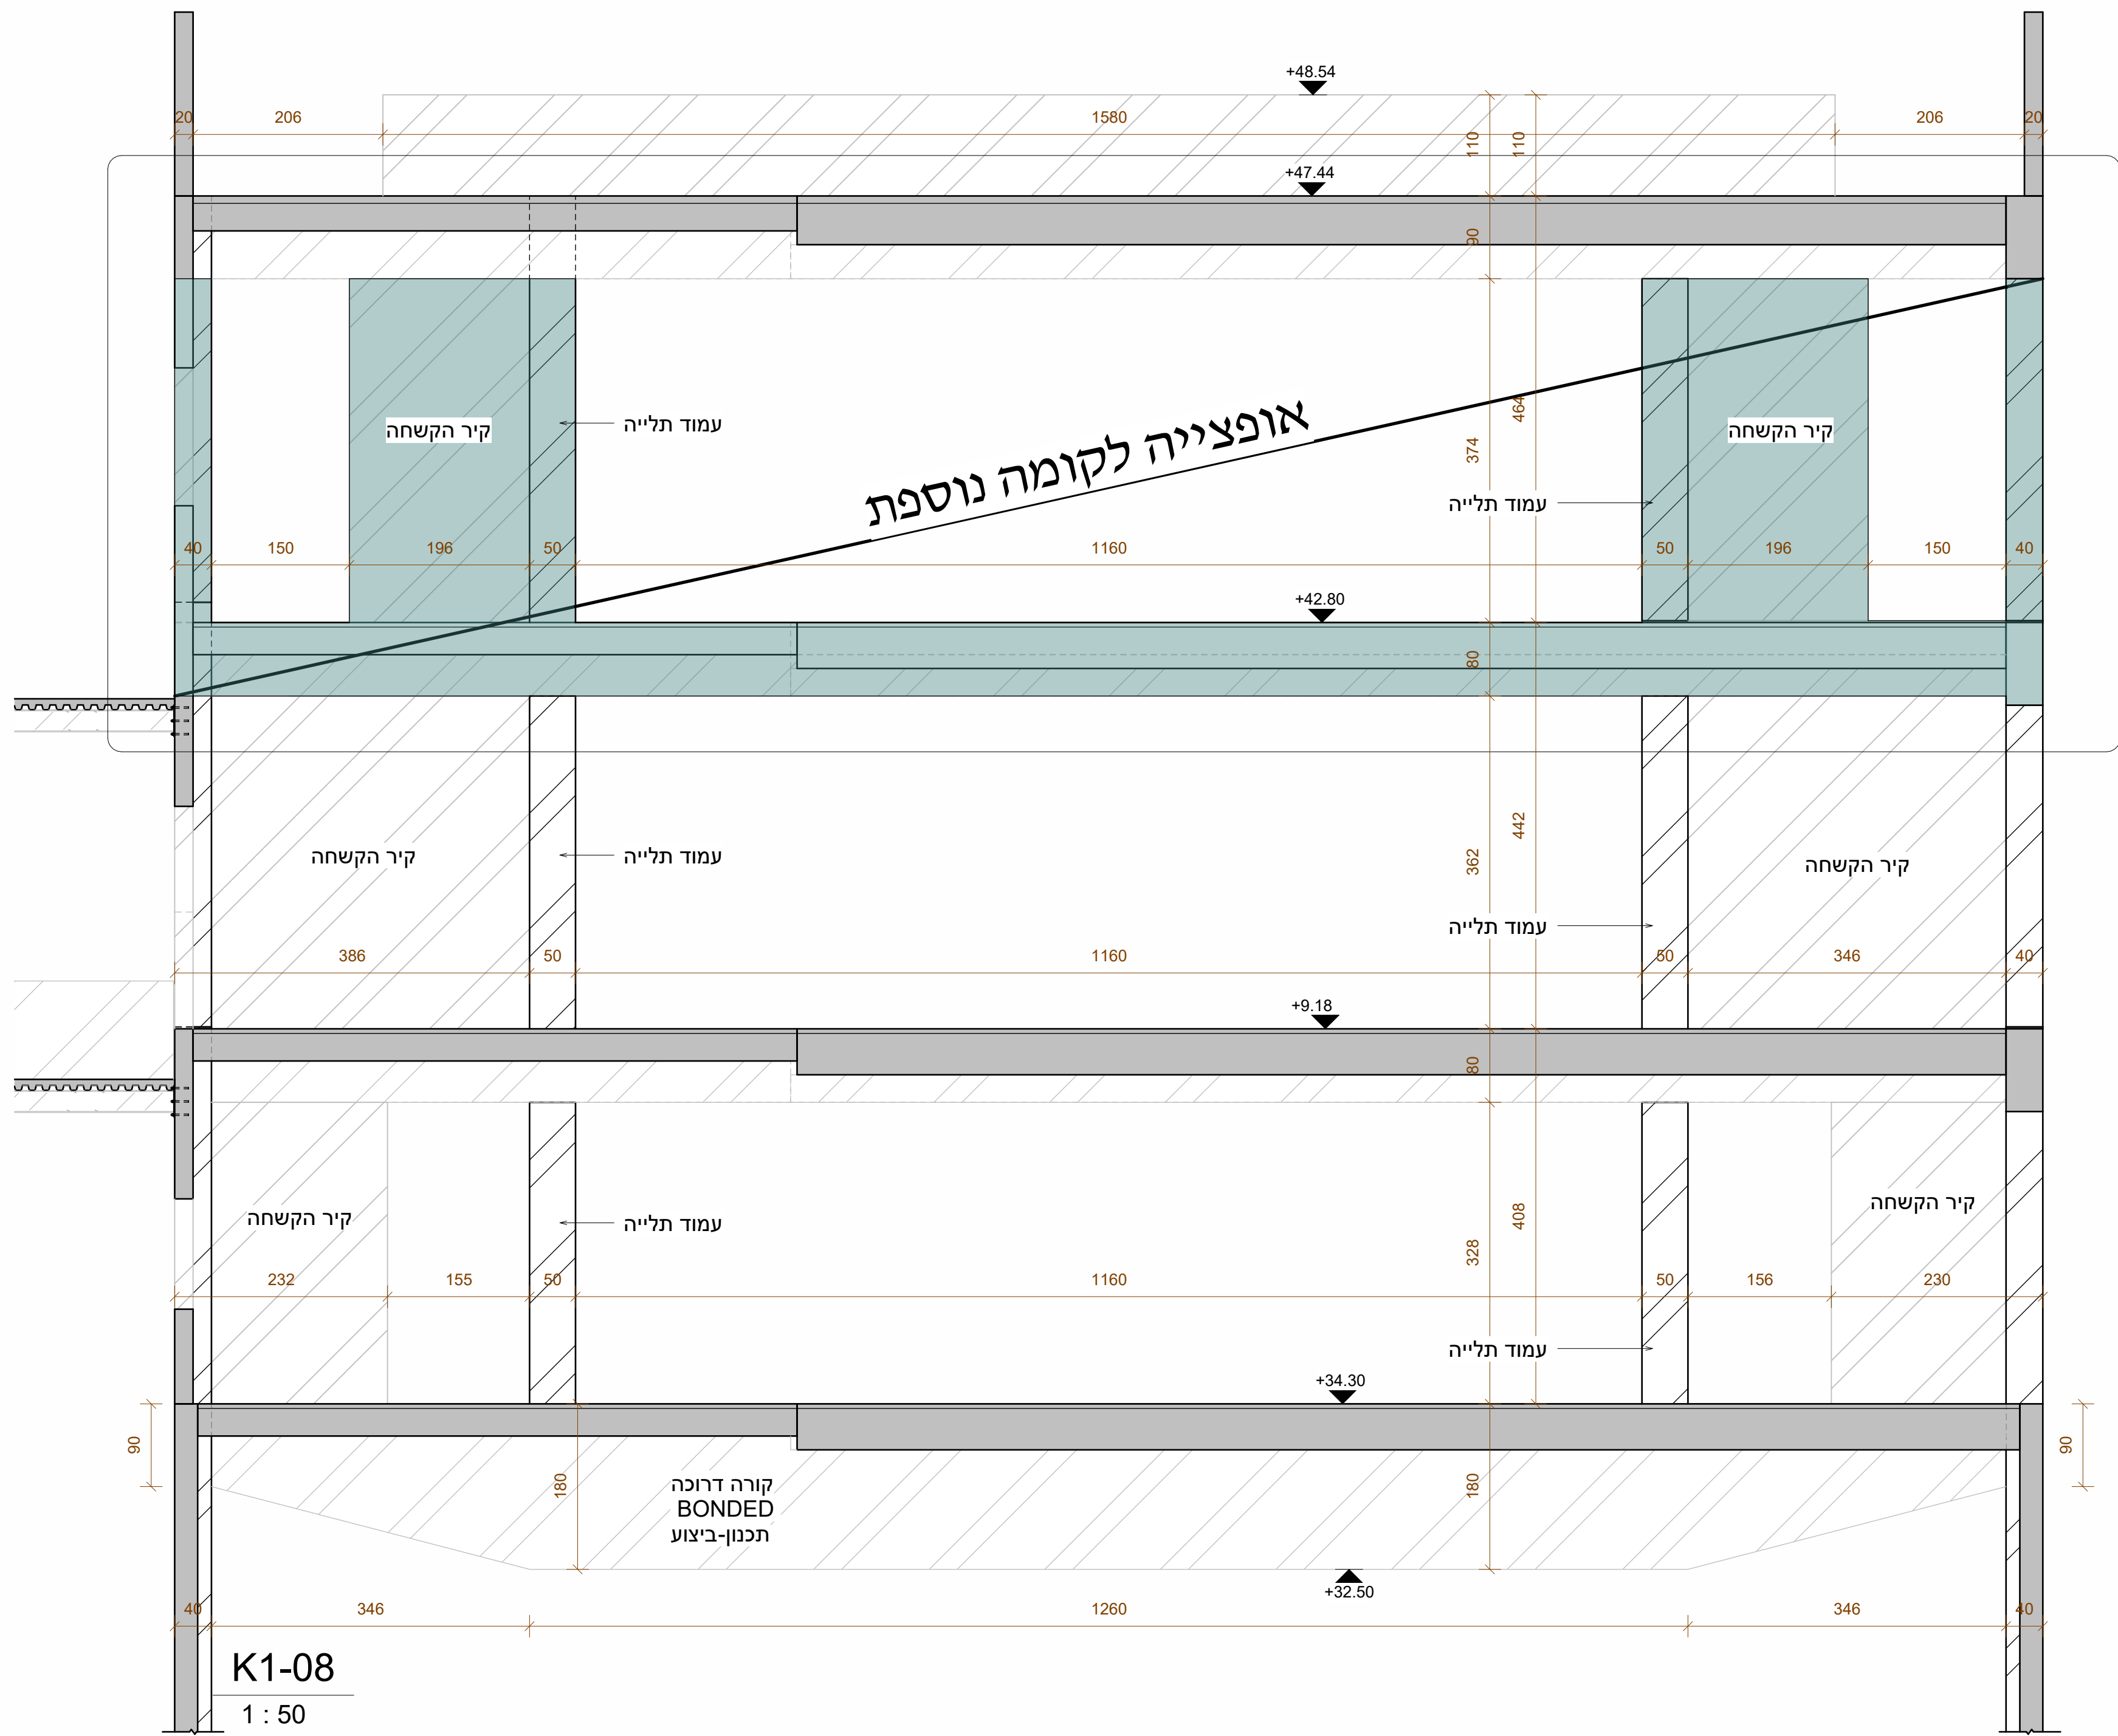 +48.54
20
206
1580
206
20
110
110
+47.44
90
קיר הקשחה
עמוד תלייה
אופצייה לקומה נוספת
464
374
קיר הקשחה
עמוד תלייה
40
150
196
50
1160
50
196
150
40
+42.80
80
442
362
קיר הקשחה
עמוד תלייה
קיר הקשחה
עמוד תלייה
386
50
1160
50
346
40
+9.18
80
408
328
קיר הקשחה
עמוד תלייה
קיר הקשחה
232
155
50
1160
50
156
230
עמוד תלייה
+34.30
90
180
קורה דרוכה
BONDED
תכנון-ביצוע
180
90
+32.50
40
346
1260
346
40
K1-08
1 : 50